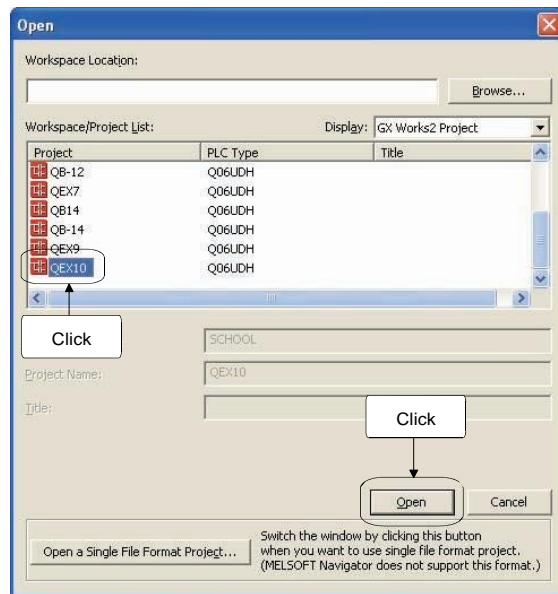 Open
Workspace Location:
Browse...
Workspace/Project List:
Display: GX Works2 Project
Project PLC Type Title
QB-12 Q06UDH
QEX7 Q06UDH
QB14 Q06UDH
QB-14 Q06UDH
QEX9 Q06UDH
QEX10 Q06UDH
Click
SCHOOL
Project Name: QEX10
Title:
Click
Open Cancel
Open a Single File Format Project...
Switch the window by clicking this button
when you want to use single file format project.
(MELSOFT Navigator does not support this format.)